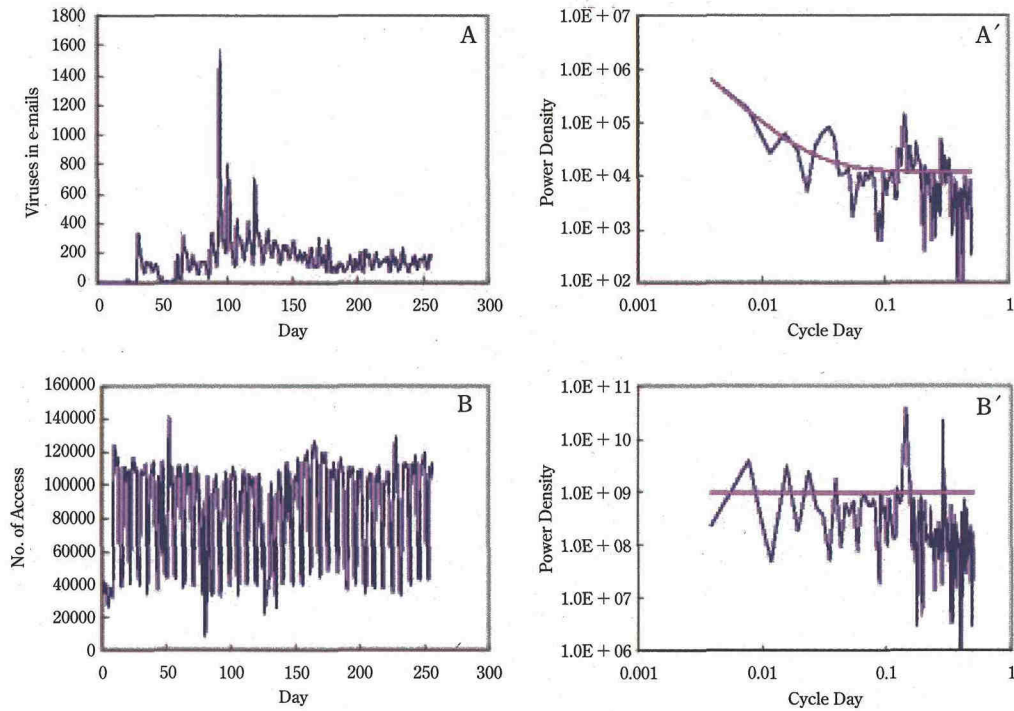 A
Viruses in e-mails
1800
1600
1400
1200
1000
800
600
400
200
0
0 50 100 150 200 250 300
Day
A′
Power Density
1.0E + 07
1.0E + 06
1.0E + 05
1.0E + 04
1.0E + 03
1.0E + 02
0.001 0.01 0.1 1
Cycle Day
B
No. of Access
160000
140000
120000
100000
80000
60000
40000
20000
0
0 50 100 150 200 250 300
Day
B′
Power Density
1.0E + 11
1.0E + 10
1.0E + 09
1.0E + 08
1.0E + 07
1.0E + 06
0.001 0.01 0.1 1
Cycle Day